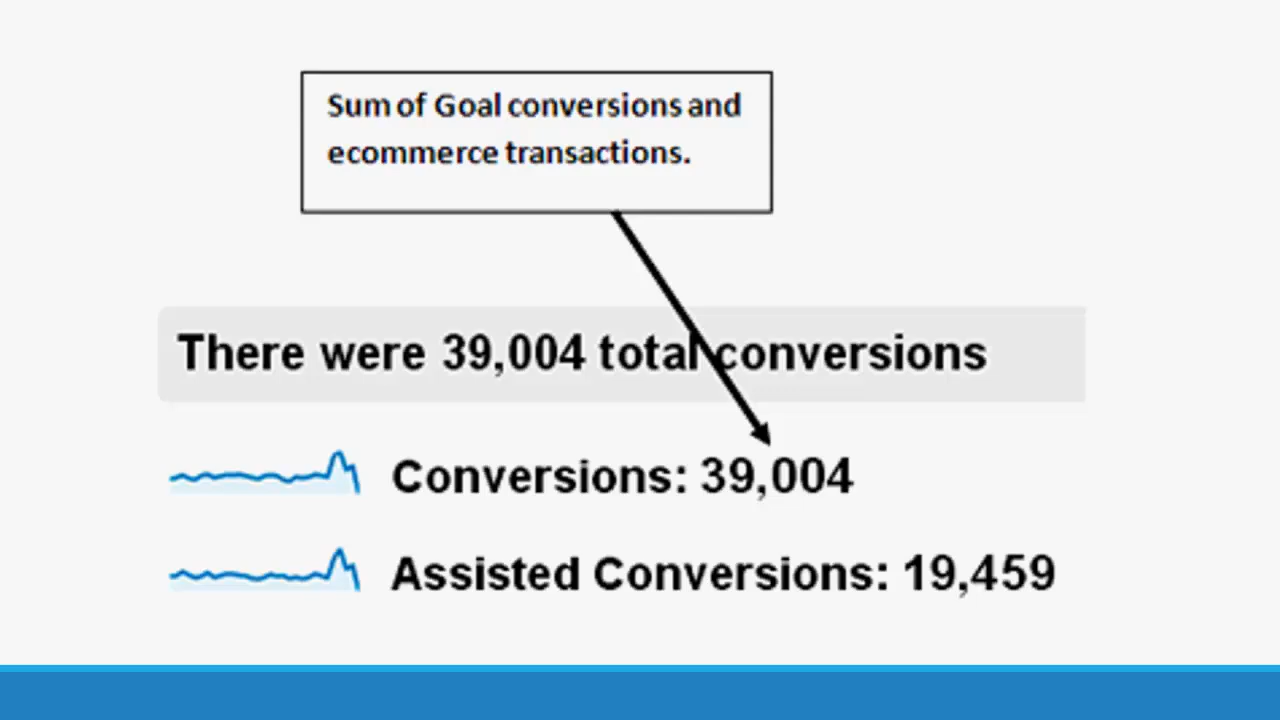 Sum of Goal conversions and
ecommerce transactions.
There were 39,004 total conversions
Conversions: 39,004
Assisted Conversions: 19,459